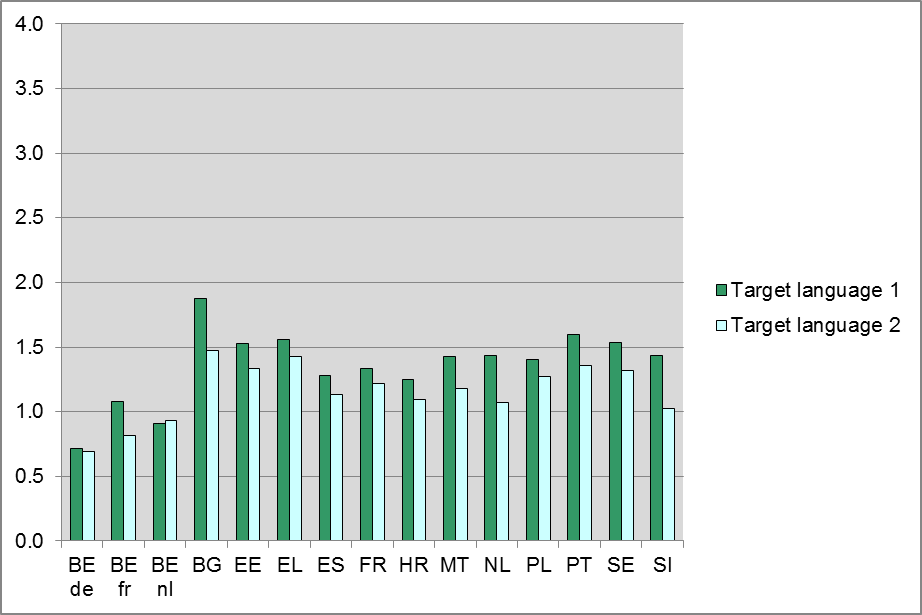 4.0
3.5
3.0
2.5
2.0
1.5
1.0
0.5
0.0
BE de
BE fr
BE nl
BG
EE
EL
ES
FR
HR
MT
NL
PL
PT
SE
SI
Target language 1
Target language 2